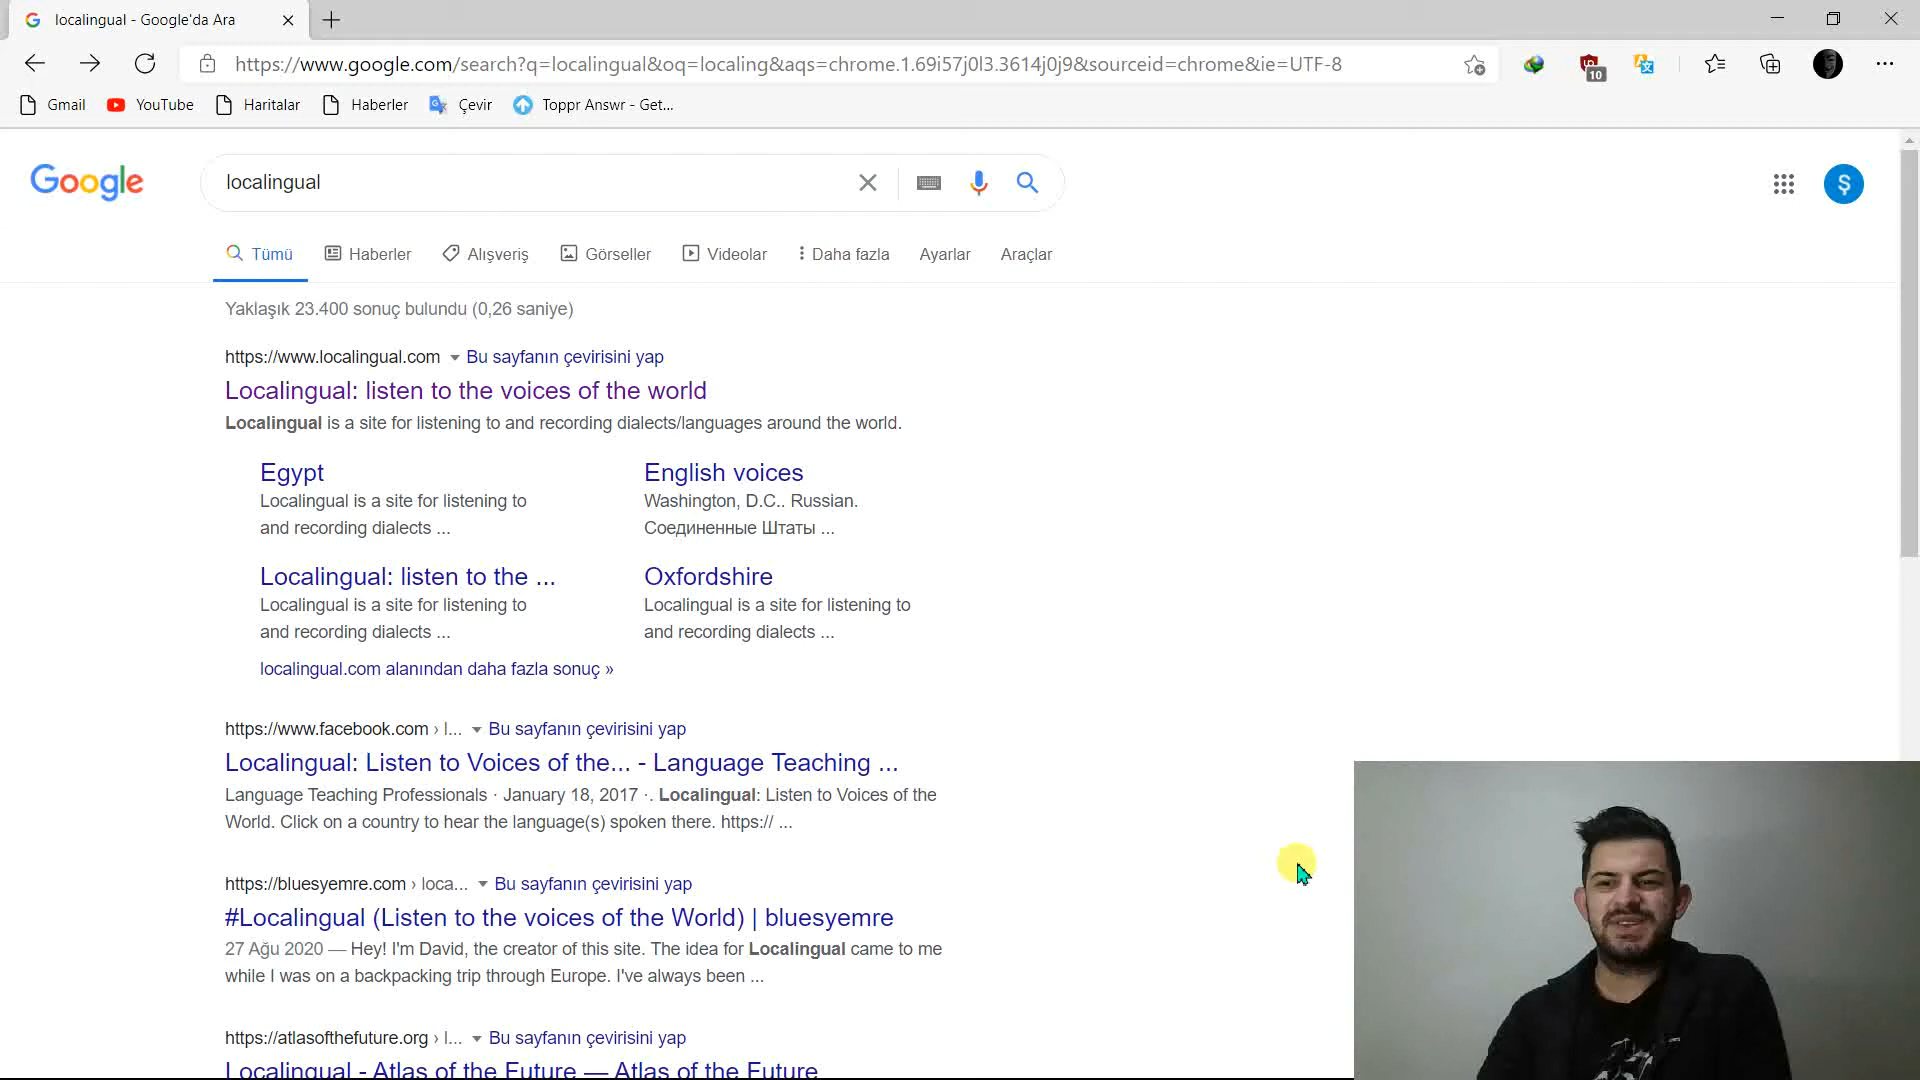 localingual - Google'da Ara
https://www.google.com/search?q=localingual&oq=localing&aqs=chrome.1.69i57j0l3.3614j0j9&sourceid=chrome&ie=UTF-8
10
Gmail YouTube Haritalar Haberler Çevir Toppr Answr - Get...
Google
localingual
Ş
Tümü Haberler Alışveriş Görseller Videolar Daha fazla Ayarlar Araçlar
Yaklaşık 23.400 sonuç bulundu (0,26 saniye)
https://www.localingual.com Bu sayfanın çevirisini yap
Localingual: listen to the voices of the world
Localingual is a site for listening to and recording dialects/languages around the world.
Egypt
Localingual is a site for listening to
and recording dialects ...
English voices
Washington, D.C.. Russian.
Соединенные Штаты ...
Localingual: listen to the ...
Localingual is a site for listening to
and recording dialects ...
Oxfordshire
Localingual is a site for listening to
and recording dialects ...
localingual.com alanından daha fazla sonuç »
https://www.facebook.com › l... Bu sayfanın çevirisini yap
Localingual: Listen to Voices of the... - Language Teaching ...
Language Teaching Professionals · January 18, 2017 ·. Localingual: Listen to Voices of the
World. Click on a country to hear the language(s) spoken there. https:// ...
https://bluesyemre.com › loca... Bu sayfanın çevirisini yap
#Localingual (Listen to the voices of the World) | bluesyemre
27 Ağu 2020 — Hey! I'm David, the creator of this site. The idea for Localingual came to me
while I was on a backpacking trip through Europe. I've always been ...
https://atlasofthefuture.org › l... Bu sayfanın çevirisini yap
Localingual - Atlas of the Future — Atlas of the Future